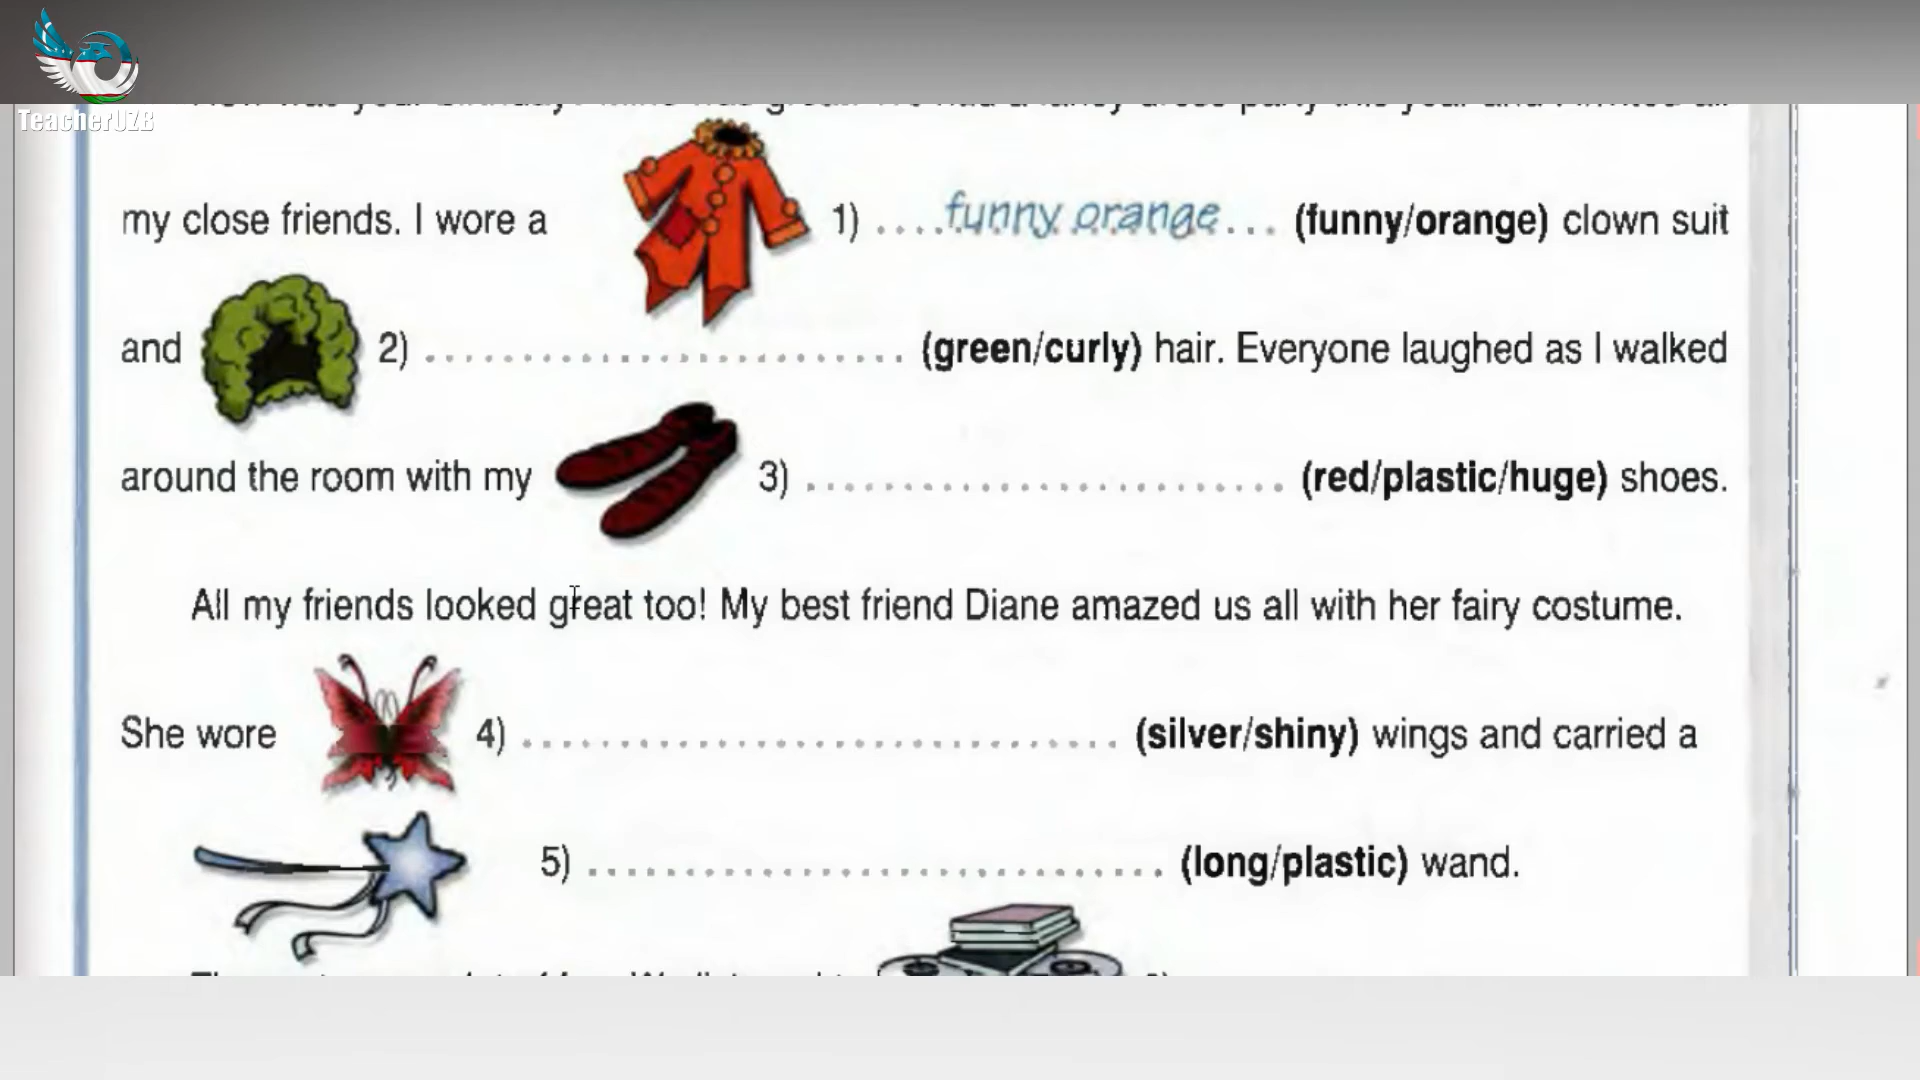 TeacherUZB
my close friends. I wore a 1) ....funny orange... (funny/orange) clown suit
and 2) .......................... (green/curly) hair. Everyone laughed as I walked
around the room with my 3) .......................... (red/plastic/huge) shoes.
All my friends looked great too! My best friend Diane amazed us all with her fairy costume.
She wore 4) ................................ (silver/shiny) wings and carried a
5) ............................... (long/plastic) wand.